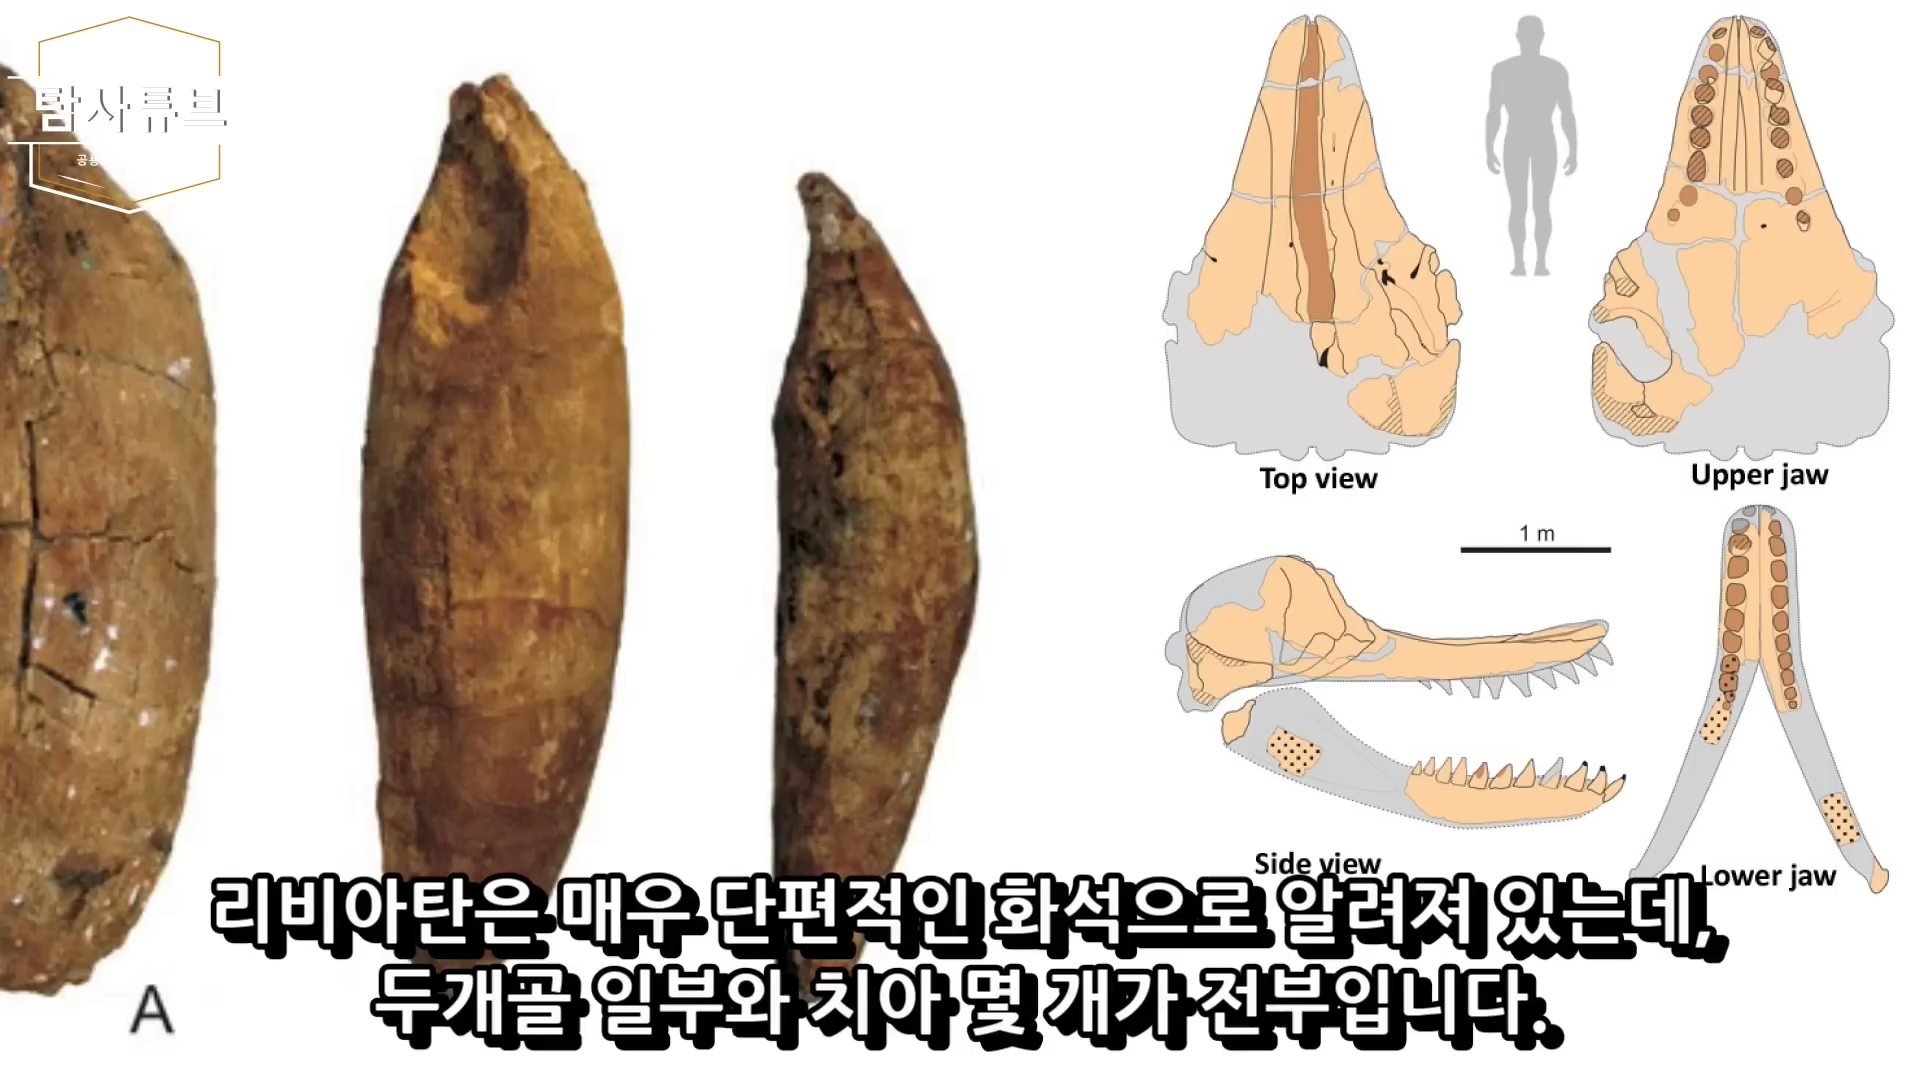 탐사튜브
Top view
Upper jaw
1 m
Side view
Lower jaw
A
리비아탄은 매우 단편적인 화석으로 알려져 있는데,
두개골 일부와 치아 몇 개가 전부입니다.